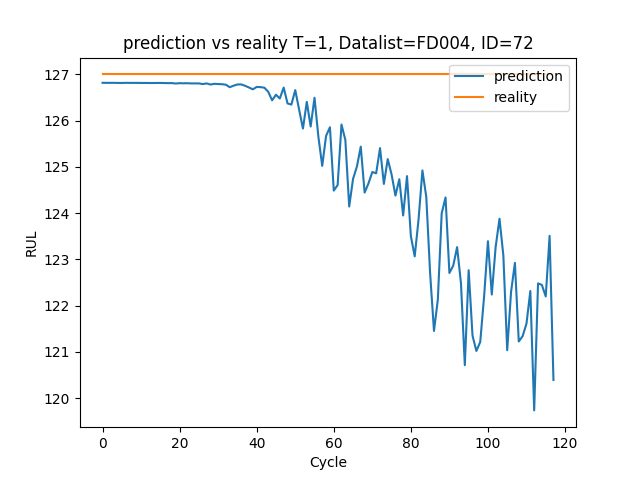 prediction vs reality T=1, Datalist=FD004, ID=72
127
126
125
124
123
122
121
120
RUL
prediction
reality
0 20 40 60 80 100 120
Cycle